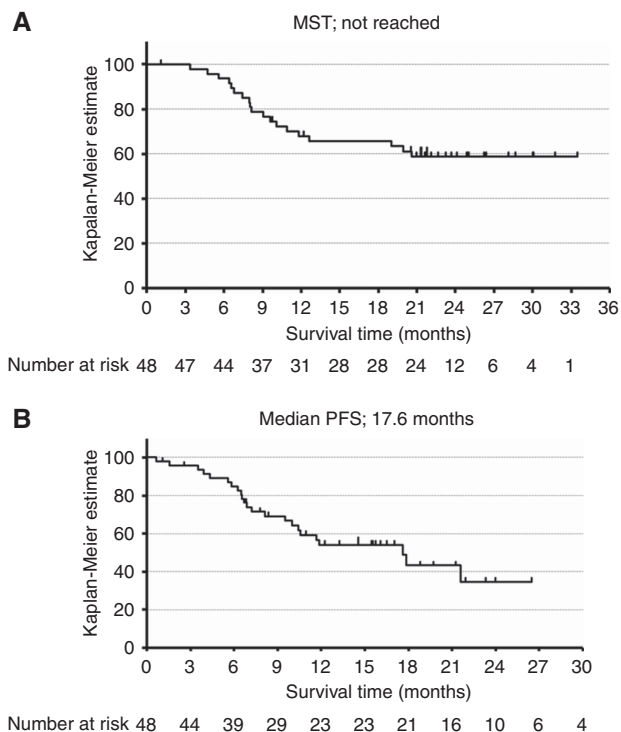 A
MST; not reached
Kapalan-Meier estimate
100
80
60
40
20
0
0 3 6 9 12 15 18 21 24 27 30 33 36
Survival time (months)
Number at risk 48 47 44 37 31 28 28 24 12 6 4 1
B
Median PFS; 17.6 months
Kaplan-Meier estimate
100
80
60
40
20
0
0 3 6 9 12 15 18 21 24 27 30
Survival time (months)
Number at risk 48 44 39 29 23 23 21 16 10 6 4